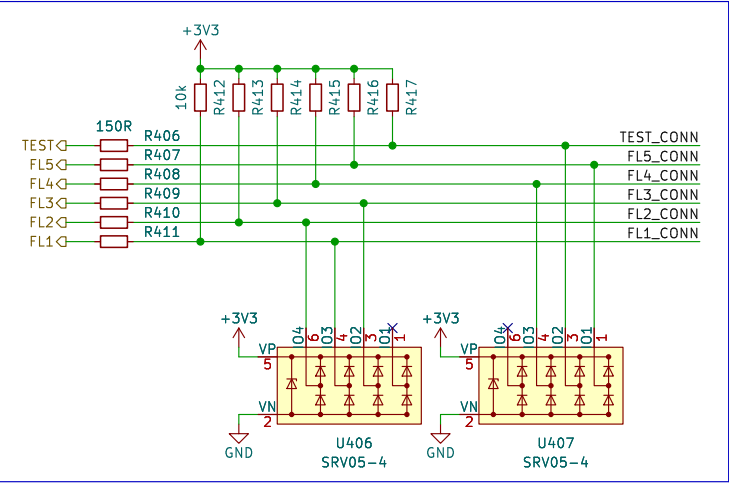 +3V3
10k
R412
R413
R414
R415
R416
R417
150R
TEST
R406
TEST_CONN
FL5
R407
FL5_CONN
FL4
R408
FL4_CONN
FL3
R409
FL3_CONN
FL2
R410
FL2_CONN
FL1
R411
FL1_CONN
+3V3
VP
5
VN
2
GND
O4
6
O3
4
O2
3
O1
1
U406
SRV05-4
+3V3
VP
5
VN
2
GND
O4
6
O3
4
O2
3
O1
1
U407
SRV05-4